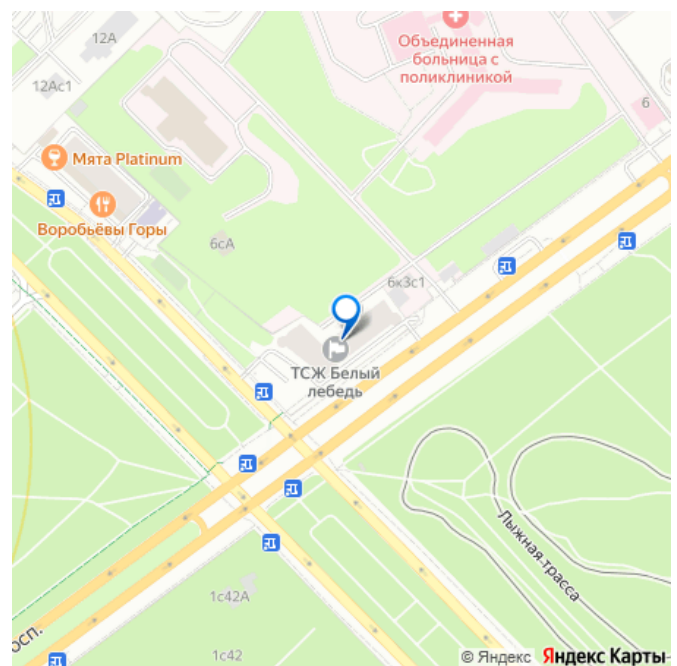 12А
Объединенная
больница с
поликлиникой
12Ас1
6
Мята Platinum
Воробьёвы Горы
6сА
6к3с1
ТСЖ Белый
лебедь
Лыжная трасса
1с42А
осп.
1с42
© Яндекс Яндекс Карты